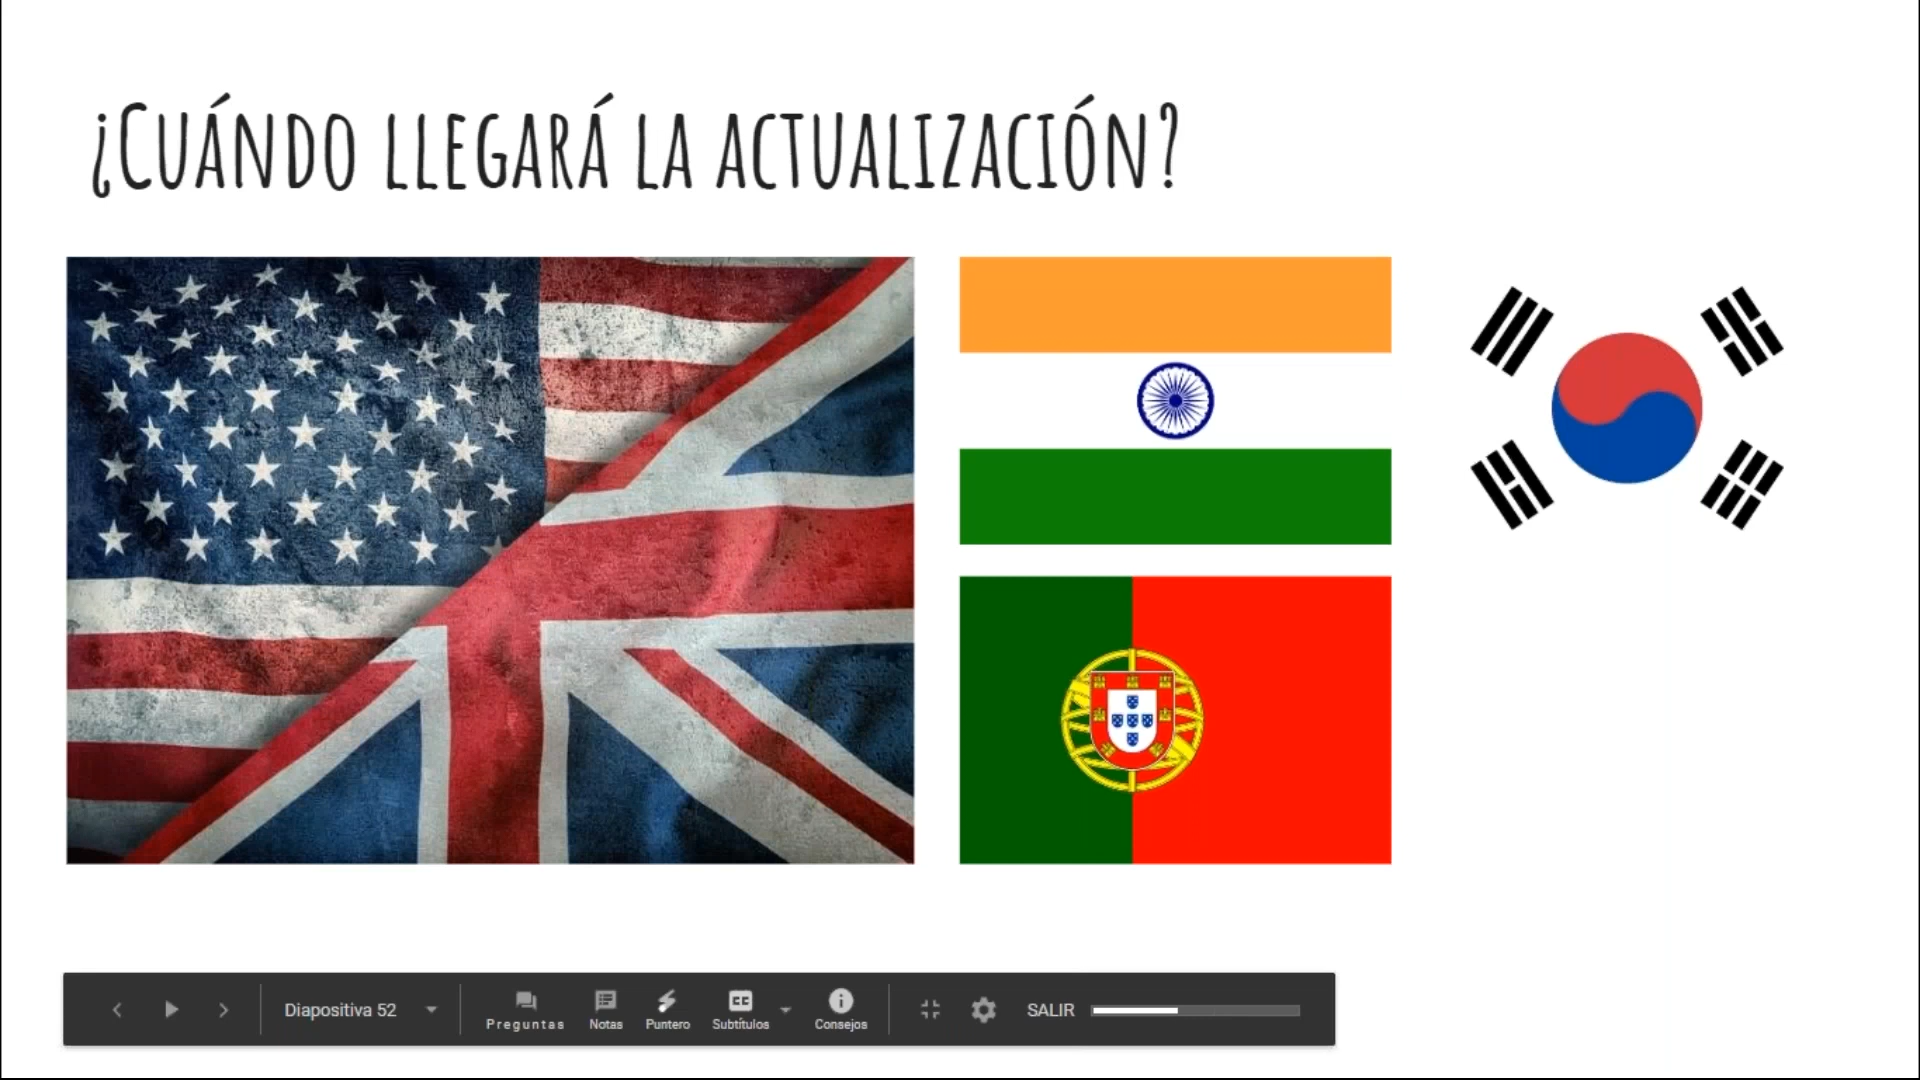 ¿Cuándo llegará la actualización?
Diapositiva 52
Preguntas
Notas
Puntero
Subtítulos
Consejos
SALIR